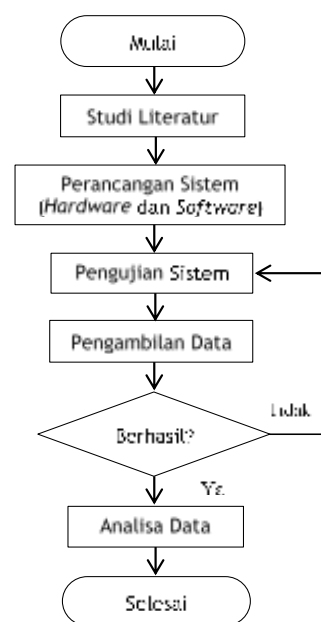 Mulai
Studi Literatur
Perancangan Sistem
(Hardware dan Software)
Pengujian Sistem
Pengambilan Data
Berhasil?
Tidak
Ya
Analisa Data
Selesai